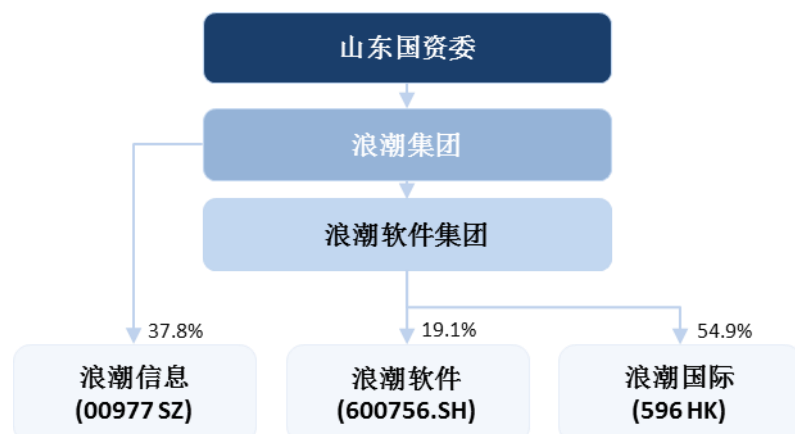 山东国资委
浪潮集团
浪潮软件集团
37.8%
19.1%
54.9%
浪潮信息
(00977 SZ)
浪潮软件
(600756.SH)
浪潮国际
(596 HK)